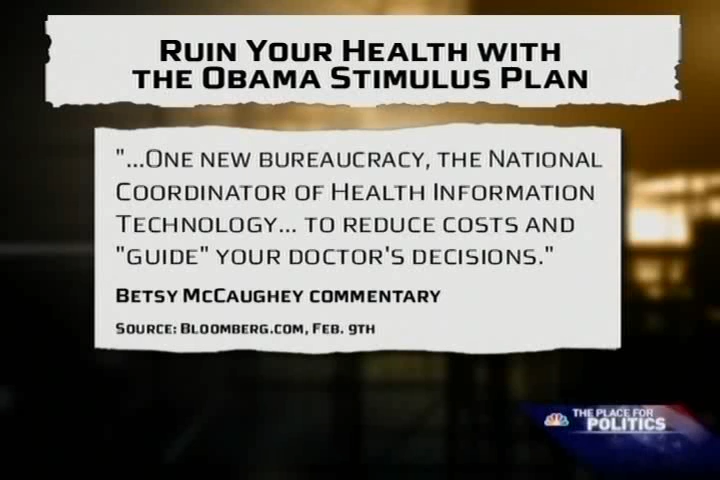 RUIN YOUR HEALTH WITH
THE OBAMA STIMULUS PLAN
"...ONE NEW BUREAUCRACY, THE NATIONAL
COORDINATOR OF HEALTH INFORMATION
TECHNOLOGY... TO REDUCE COSTS AND
"GUIDE" YOUR DOCTOR'S DECISIONS."
BETSY MCCAUGHEY COMMENTARY
SOURCE: BLOOMBERG.COM, FEB. 9TH
THE PLACE FOR
POLITICS